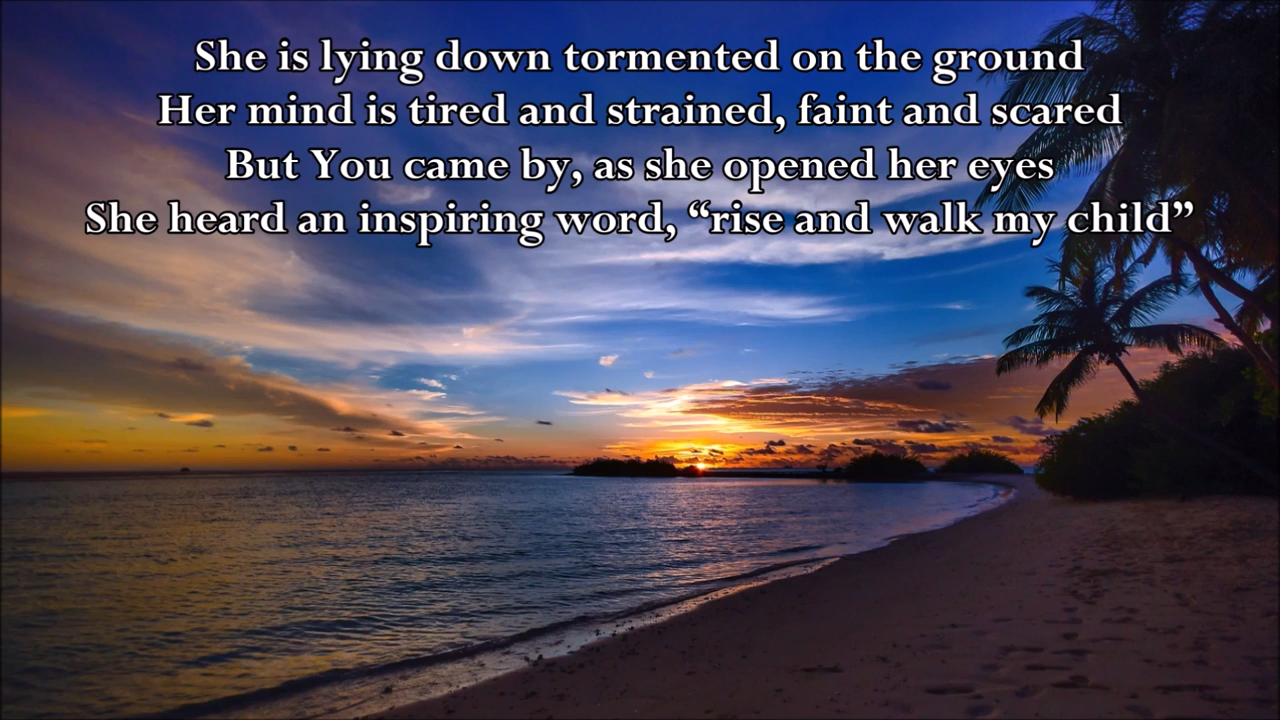 She is lying down tormented on the ground
Her mind is tired and strained, faint and scared
But You came by, as she opened her eyes
She heard an inspiring word, “rise and walk my child”